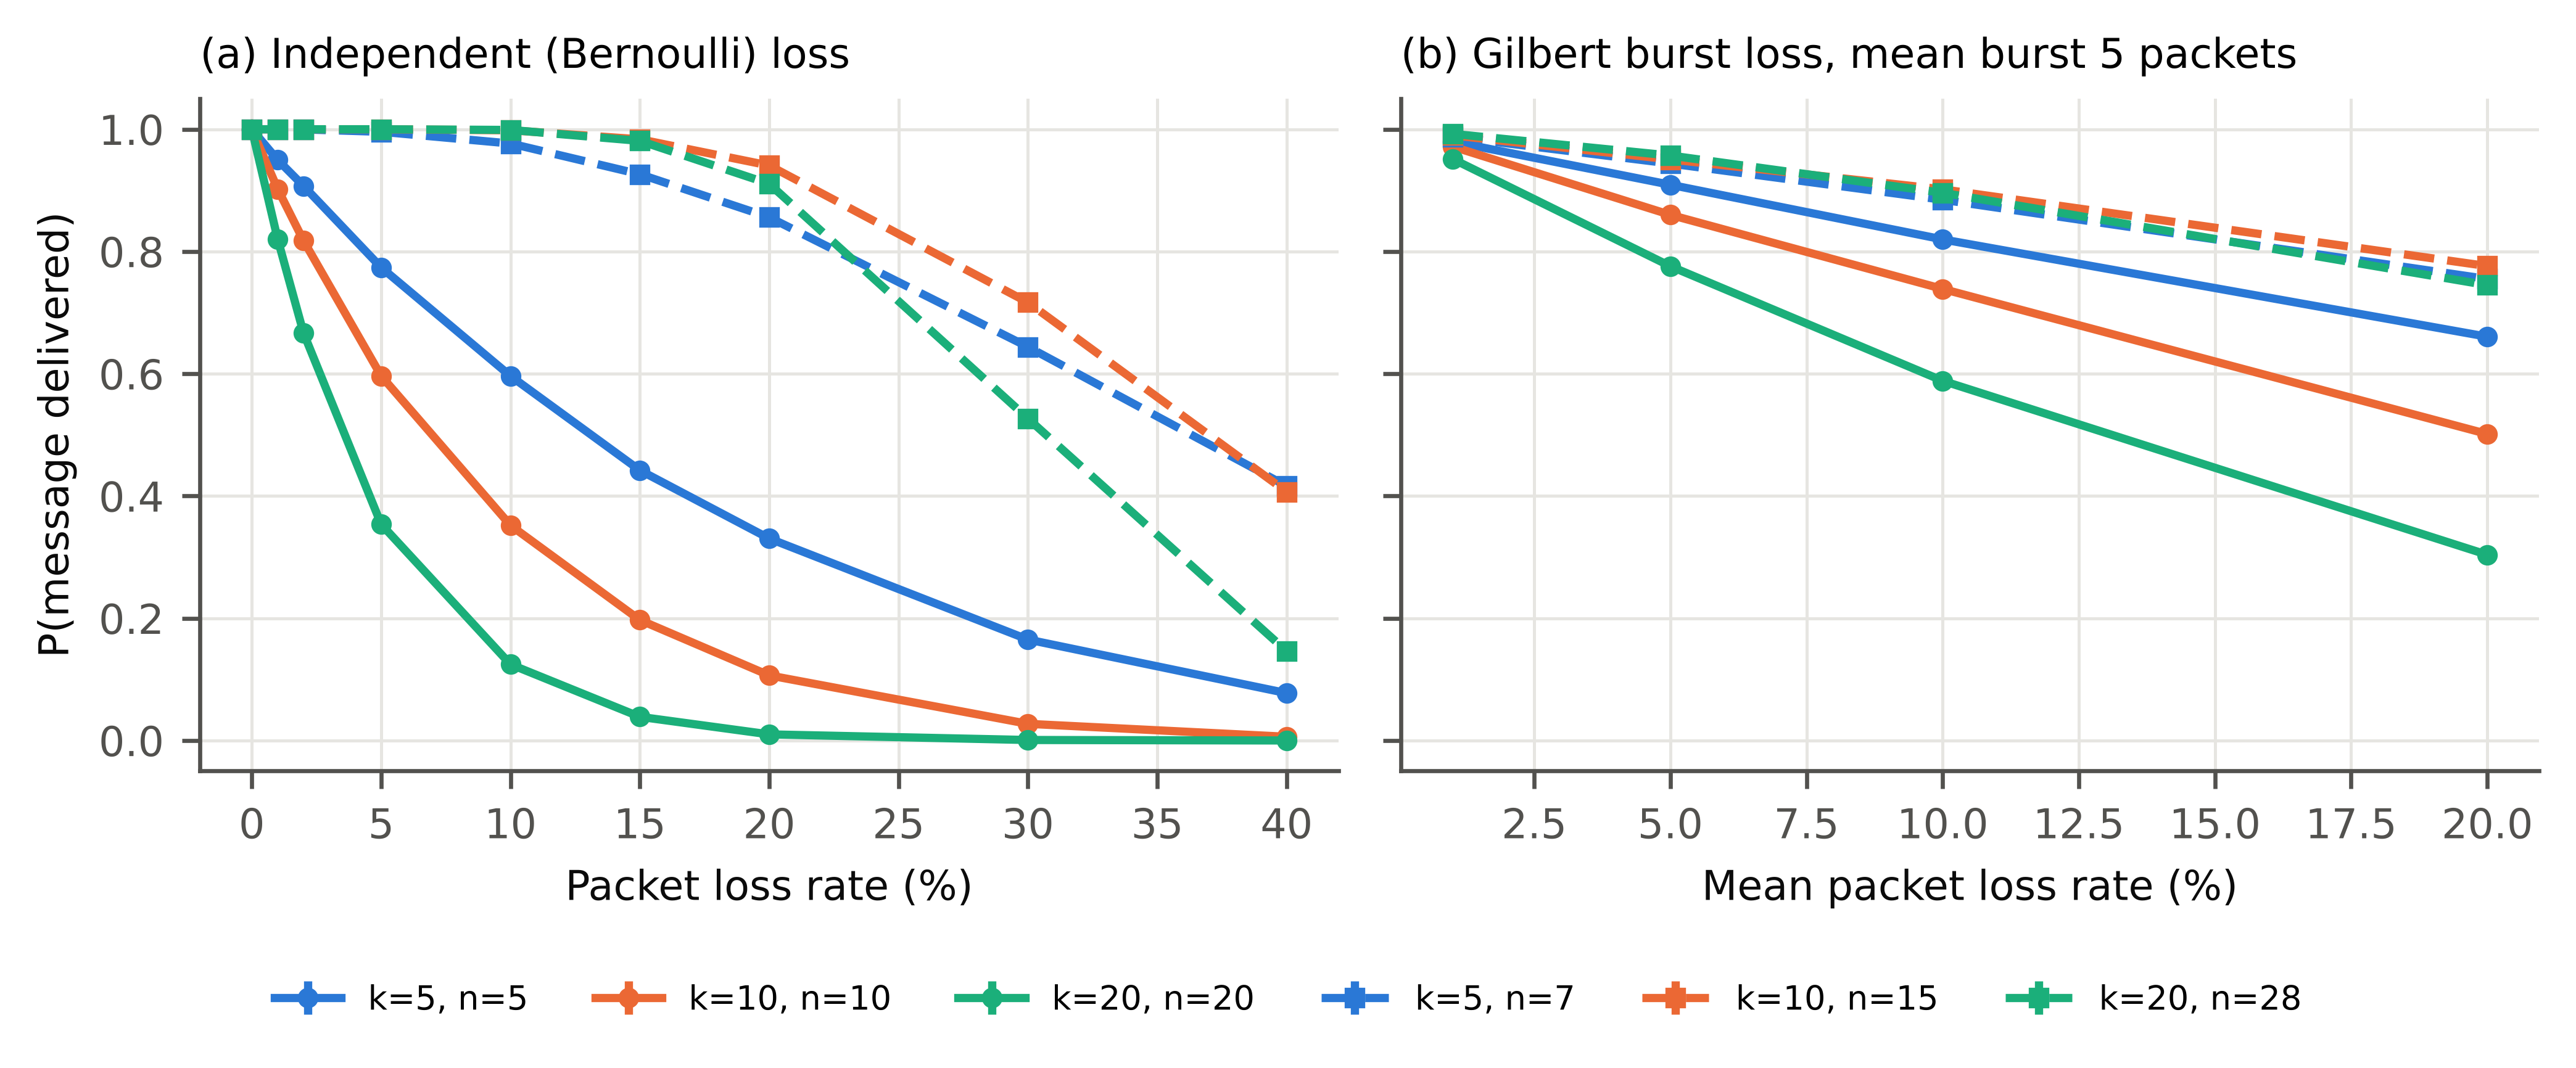 (a) Independent (Bernoulli) loss
(b) Gilbert burst loss, mean burst 5 packets
P(message delivered)
1.0
0.8
0.6
0.4
0.2
0.0
0 5 10 15 20 25 30 35 40
2.5 5.0 7.5 10.0 12.5 15.0 17.5 20.0
Packet loss rate (%)
Mean packet loss rate (%)
k=5, n=5 k=10, n=10 k=20, n=20 k=5, n=7 k=10, n=15 k=20, n=28